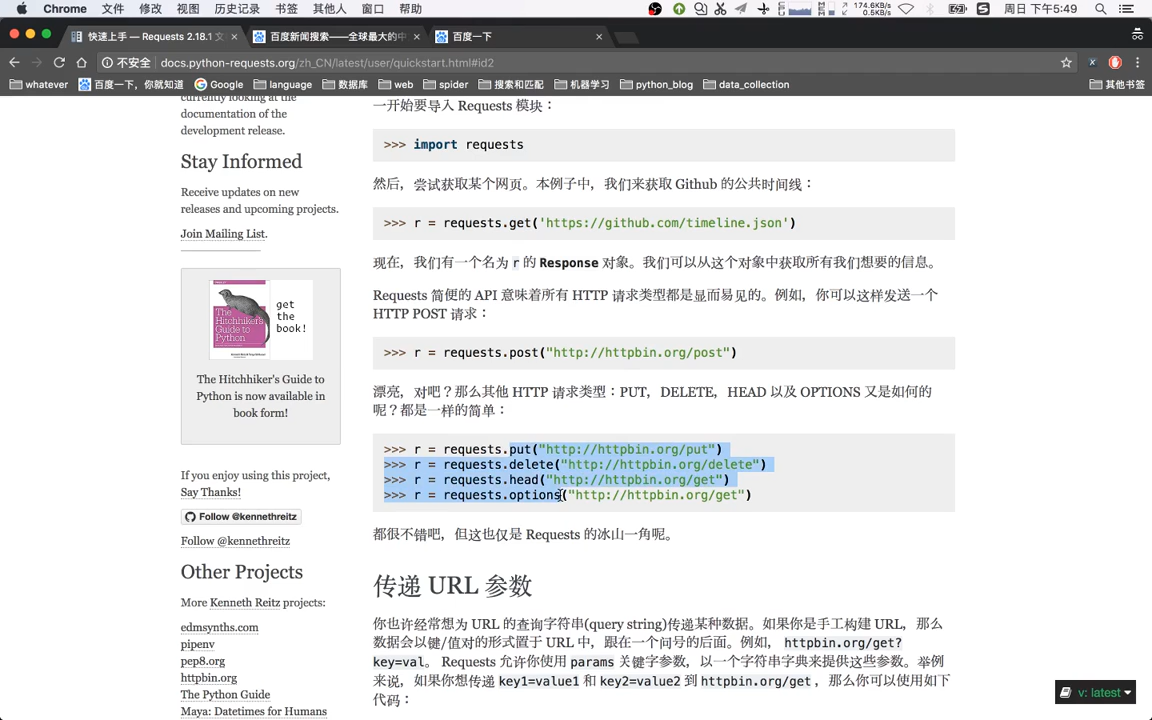 Chrome 文件 修改 视图 历史记录 书签 其他人 窗口 帮助 174.6KB/s 0.5KB/s 周日 下午5:49
快速上手 — Requests 2.18.1 文 百度新闻搜索——全球最大的中 百度一下
不安全 docs.python-requests.org/zh_CN/latest/user/quickstart.html#id2
whatever 百度一下，你就知道 Google language 数据库 web spider 搜索和匹配 机器学习 python_blog data_collection 其他书签
currently looking at the
documentation of the
development release.
Stay Informed
Receive updates on new
releases and upcoming projects.
Join Mailing List.
The
Hitchhiker's
Guide to
Python
get
the
book!
The Hitchhiker's Guide to
Python is now available in
book form!
If you enjoy using this project,
Say Thanks!
Follow @kennethreitz
Follow @kennethreitz
Other Projects
More Kenneth Reitz projects:
edmsynths.com
pipenv
pep8.org
httpbin.org
The Python Guide
Maya: Datetimes for Humans
一开始要导入 Requests 模块：
>>> import requests
然后，尝试获取某个网页。本例子中，我们来获取 Github 的公共时间线：
>>> r = requests.get('https://github.com/timeline.json')
现在，我们有一个名为 r 的 Response 对象。我们可以从这个对象中获取所有我们想要的信息。
Requests 简便的 API 意味着所有 HTTP 请求类型都是显而易见的。例如，你可以这样发送一个
HTTP POST 请求：
>>> r = requests.post("http://httpbin.org/post")
漂亮，对吧？那么其他 HTTP 请求类型：PUT，DELETE，HEAD 以及 OPTIONS 又是如何的
呢？都是一样的简单：
>>> r = requests.put("http://httpbin.org/put")
>>> r = requests.delete("http://httpbin.org/delete")
>>> r = requests.head("http://httpbin.org/get")
>>> r = requests.options("http://httpbin.org/get")
都很不错吧，但这也仅是 Requests 的冰山一角呢。
传递 URL 参数
你也许经常想为 URL 的查询字符串(query string)传递某种数据。如果你是手工构建 URL，那么
数据会以键/值对的形式置于 URL 中，跟在一个问号的后面。例如， httpbin.org/get?
key=val。 Requests 允许你使用 params 关键字参数，以一个字符串字典来提供这些参数。举例
来说，如果你想传递 key1=value1 和 key2=value2 到 httpbin.org/get ，那么你可以使用如下
代码：
v: latest